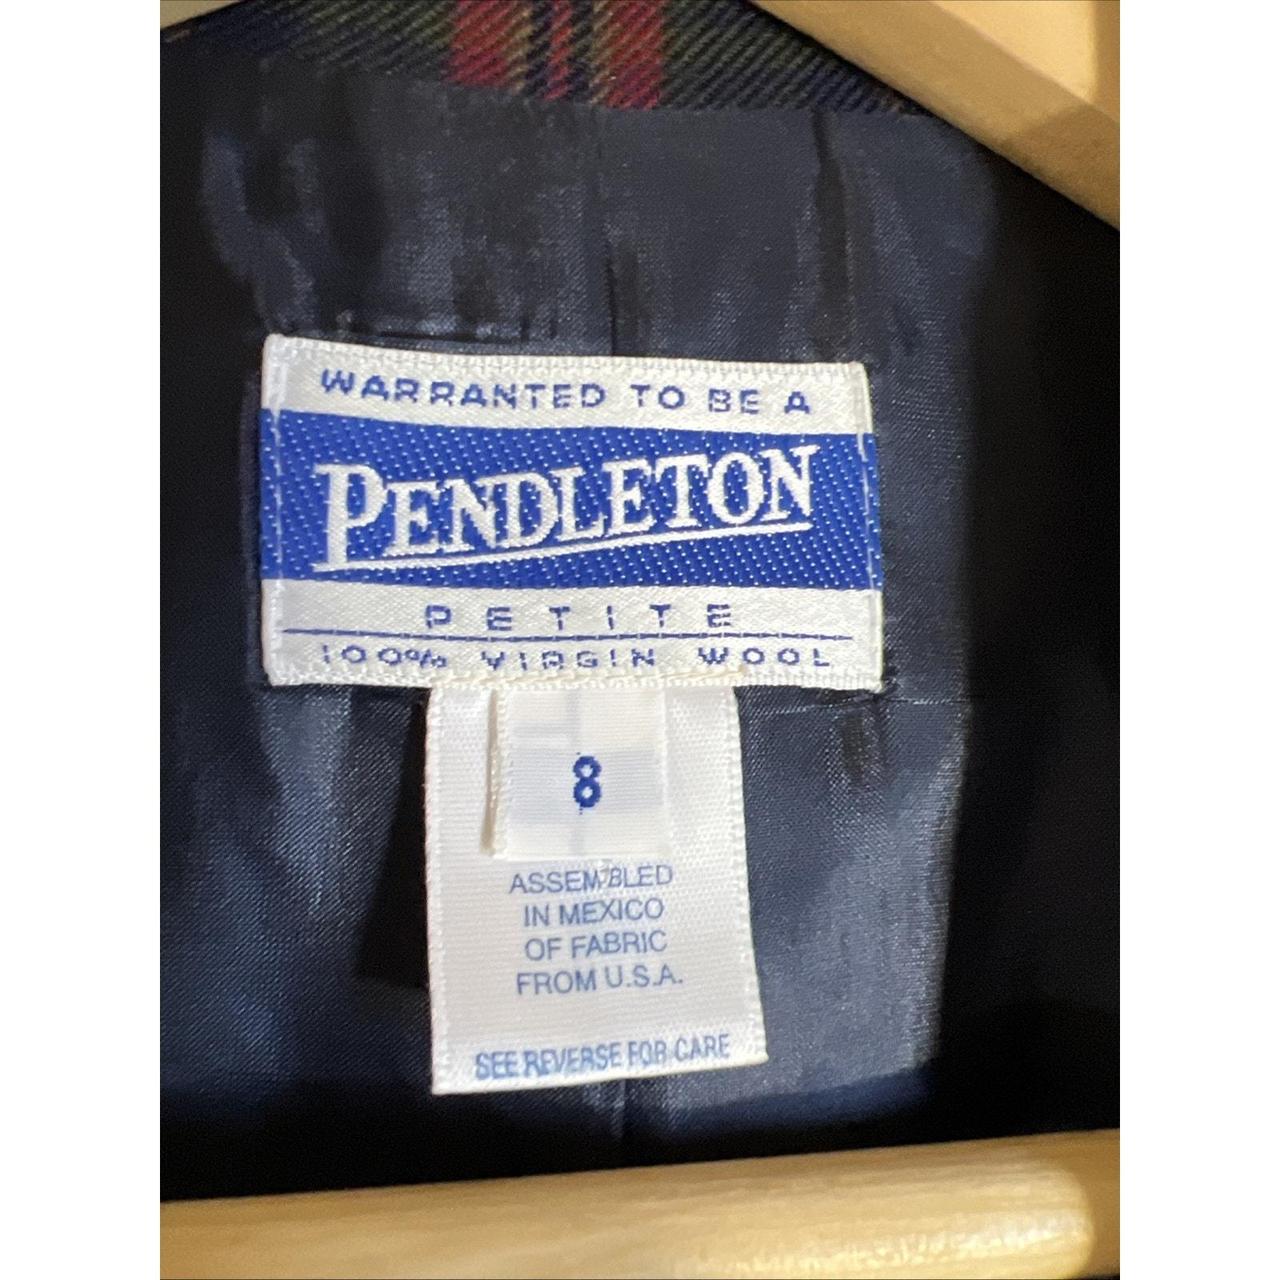 WARRANTED TO BE A
PENDLETON
PETITE
100% VIRGIN WOOL
8
ASSEMBLED
IN MEXICO
OF FABRIC
FROM U.S.A.
SEE REVERSE FOR CARE